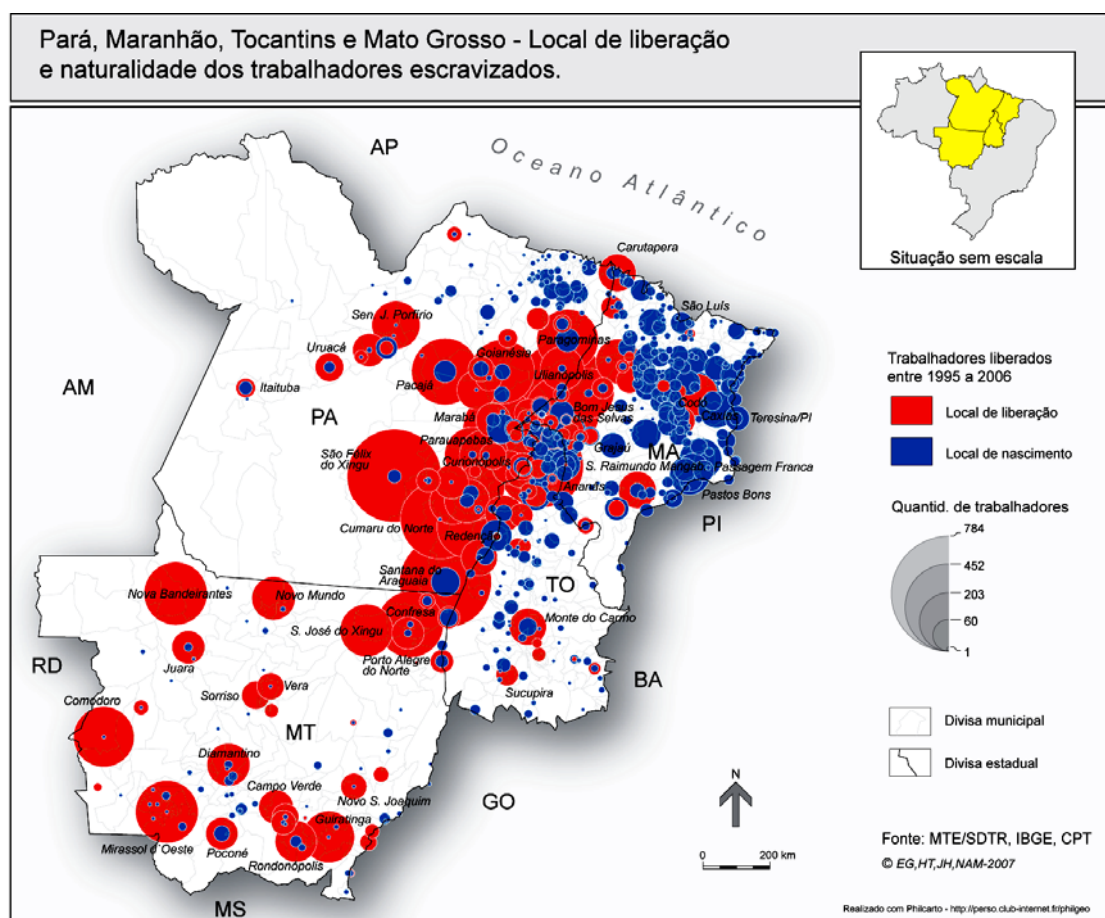 Pará, Maranhão, Tocantins e Mato Grosso - Local de liberação
e naturalidade dos trabalhadores escravizados.
Situação sem escala
AP
Oceano Atlântico
Carutapera
São Luís
Sen. J. Porfírio
Uruacá
Paragominas
Goianésia
Ulianópolis
Itaituba
Pacajá
AM
PA
Marabá
Bom Jesus
das Selvas
Codó
Caxias
Teresina/PI
Parauapebas
Grajaú
MA
São Félix
do Xingu
Curionópolis
S. Raimundo Mangab.
Passagem Franca
Ananás
Pastos Bons
Cumaru do Norte
Redenção
PI
Santana do
Araguaia
TO
Nova Bandeirantes
Novo Mundo
Confresa
S. José do Xingu
Monte do Carmo
Porto Alegre
do Norte
RD
Juara
BA
Vera
Sorriso
Sucupira
Comodoro
MT
Diamantino
Campo Verde
Novo S. Joaquim
GO
Guiratinga
Mirassol d'Oeste
Poconé
Rondonópolis
MS
Trabalhadores liberados
entre 1995 a 2006
Local de liberação
Local de nascimento
Quantid. de trabalhadores
784
452
203
60
1
Divisa municipal
Divisa estadual
N
0
200 km
Fonte: MTE/SDTR, IBGE, CPT
© EG,HT,JH,NAM-2007
Realizado com Philcarto - http://perso.club-internet.fr/philgeo